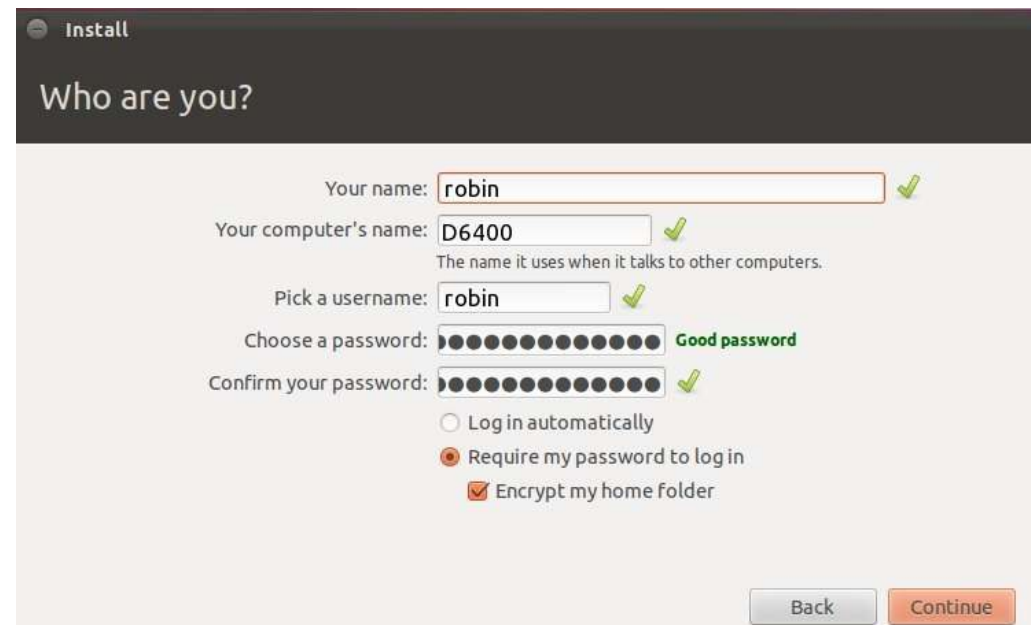 Install
Who are you?
Your name: robin
Your computer's name: D6400
The name it uses when it talks to other computers.
Pick a username: robin
Choose a password: Good password
Confirm your password:
Log in automatically
Require my password to log in
Encrypt my home folder
Back Continue